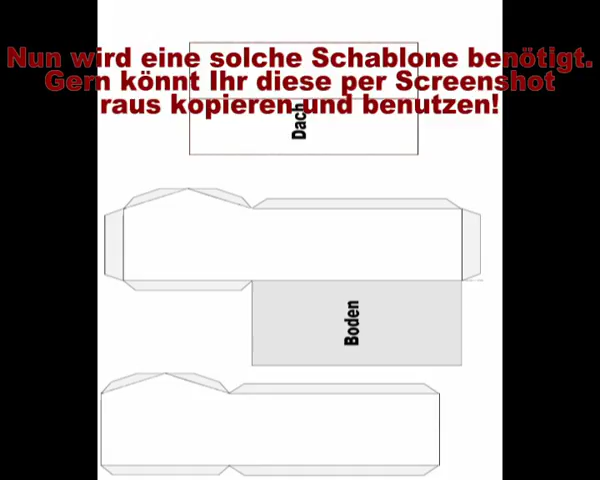 Nun wird eine solche Schablone benötigt.
Gern könnt Ihr diese per Screenshot
raus kopieren und benutzen!
Dach
Boden